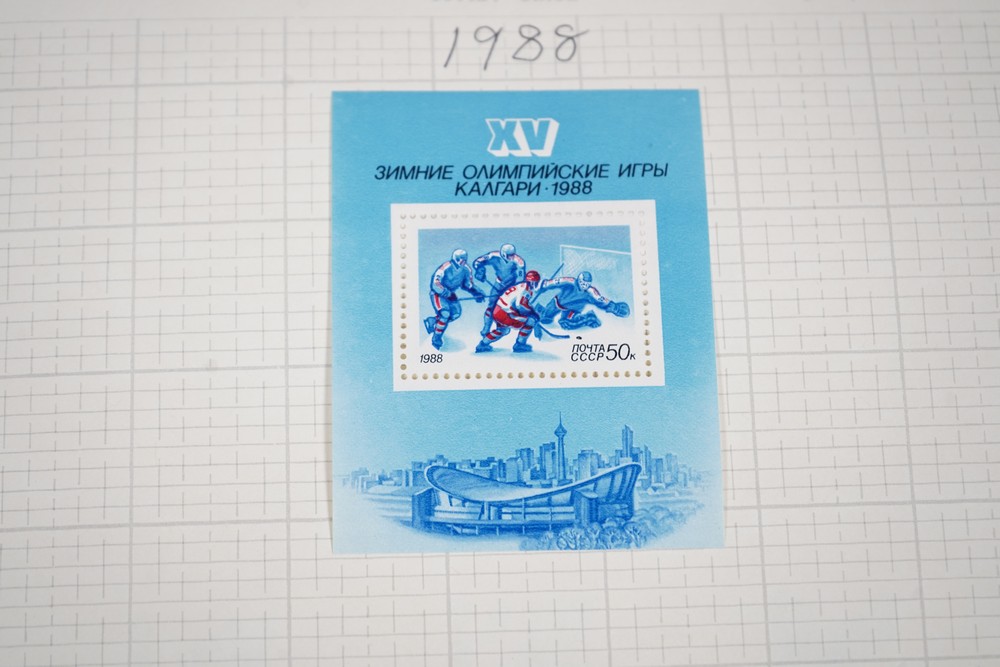 1988
XV
ЗИМНИЕ ОЛИМПИЙСКИЕ ИГРЫ
КАЛГАРИ · 1988
1988
ПОЧТА
СССР 50к